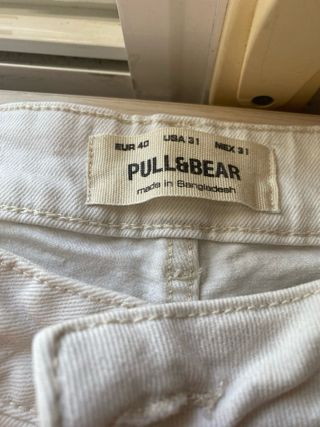 EUR 40 USA 31 MEX 31
PULL&BEAR
made in Bangladesh